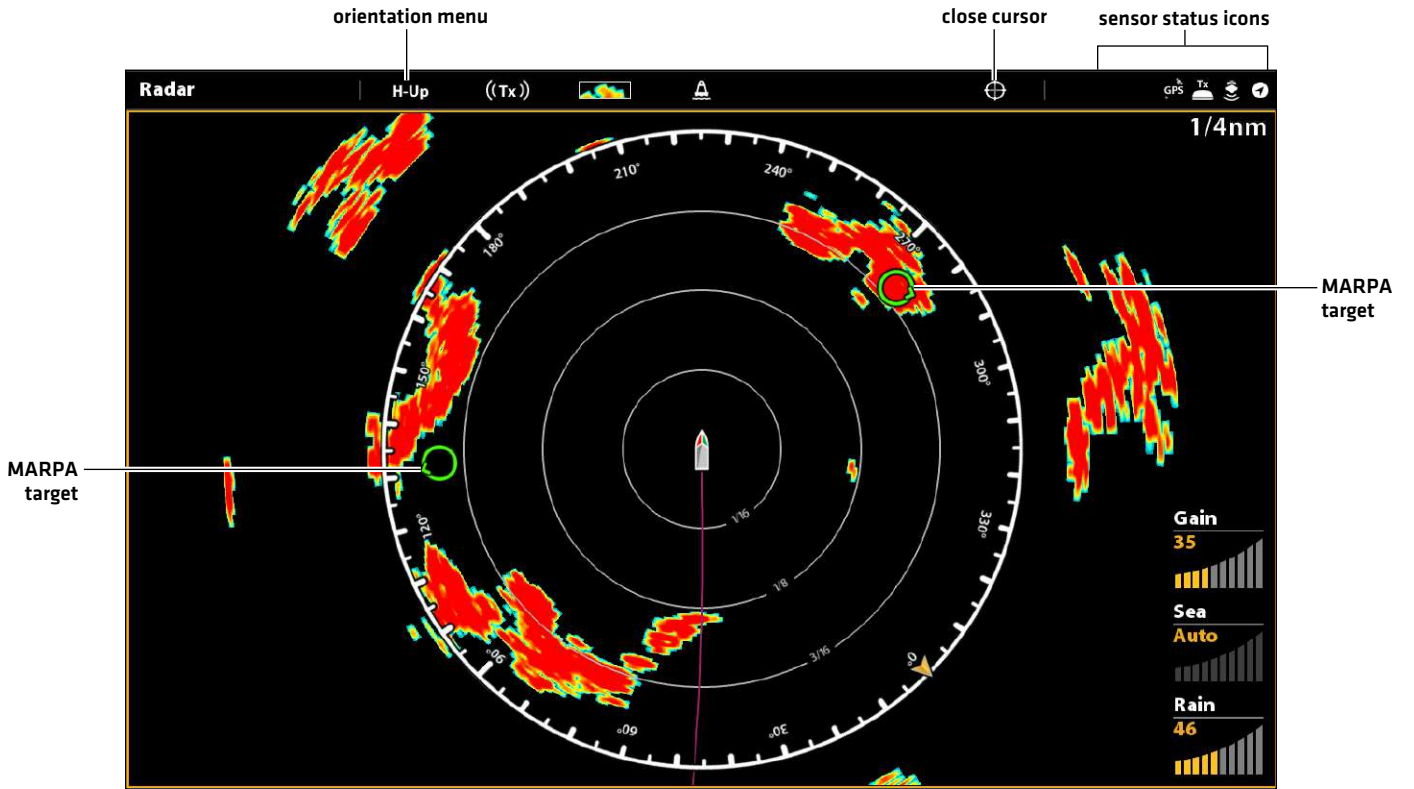 orientation menu
close cursor
sensor status icons
Radar
H-Up
((Tx))
GPS
Tx
1/4nm
210°
240°
180°
270°
MARPA
target
150°
300°
MARPA
target
120°
330°
1/16
1/8
3/16
90°
0°
60°
30°
Gain
35
Sea
Auto
Rain
46